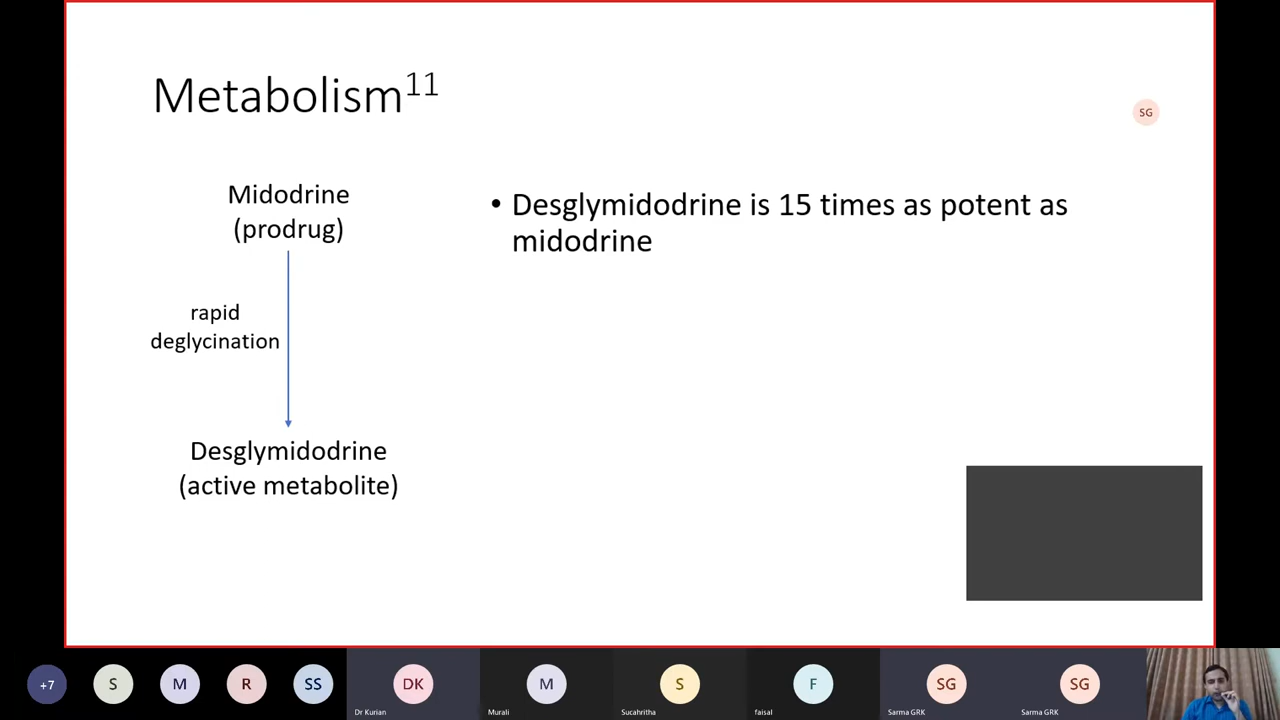 Metabolism11
SG
Midodrine
(prodrug)
• Desglymidodrine is 15 times as potent as
midodrine
rapid
deglycination
Desglymidodrine
(active metabolite)
+7
S
M
R
SS
DK
Dr Kurian
M
Murali
S
Sucahritha
F
faisal
SG
Sarma GRK
SG
Sarma GRK